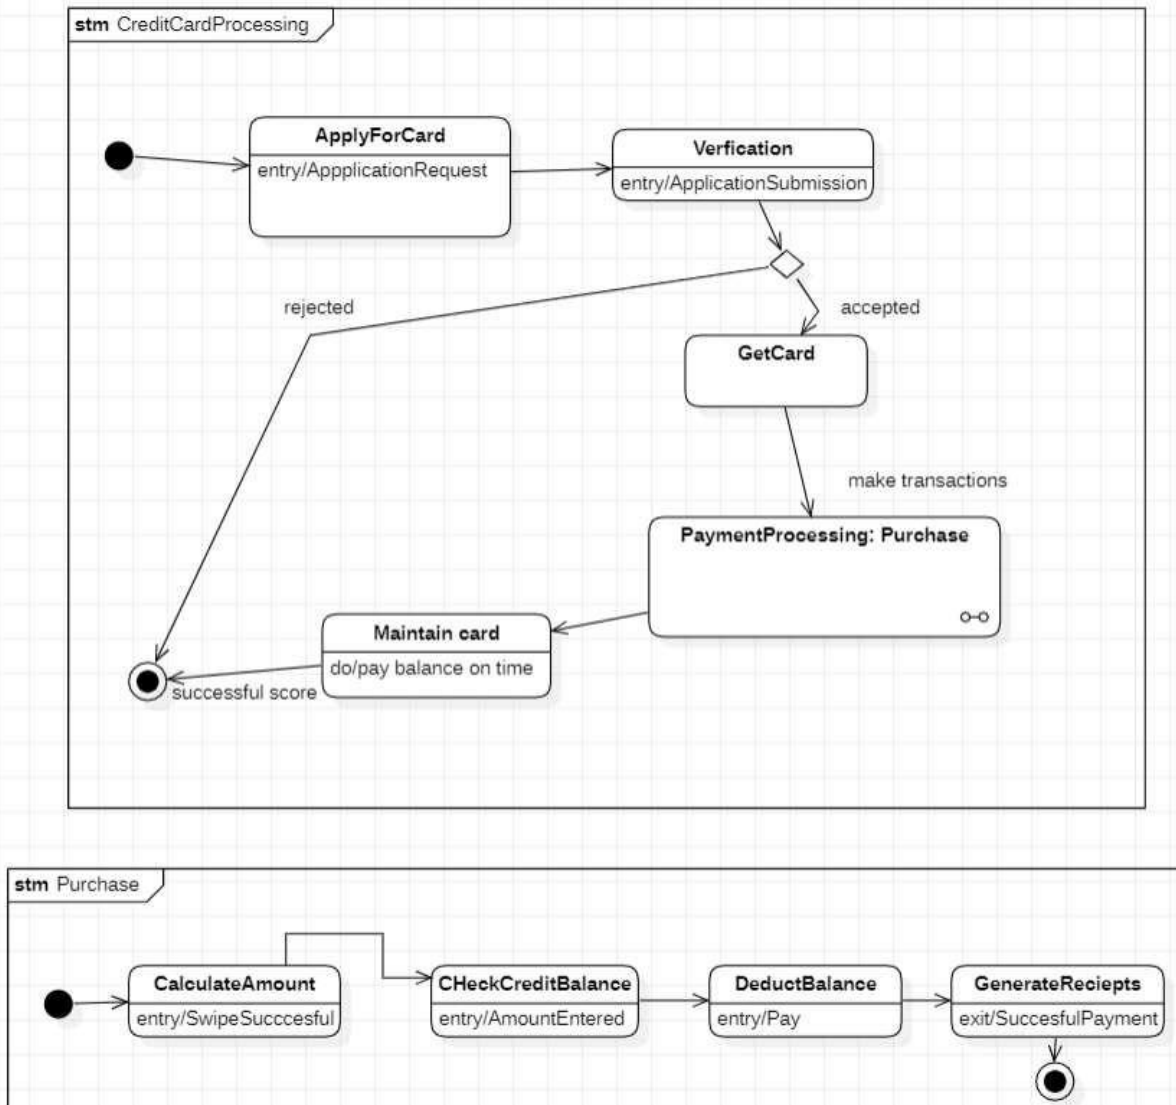 stm CreditCardProcessing
ApplyForCard
entry/AppplicationRequest
Verfication
entry/ApplicationSubmission
rejected
accepted
GetCard
make transactions
PaymentProcessing: Purchase
Maintain card
do/pay balance on time
successful score
stm Purchase
CalculateAmount
entry/SwipeSucccesful
CHeckCreditBalance
entry/AmountEntered
DeductBalance
entry/Pay
GenerateReciepts
exit/SuccesfulPayment